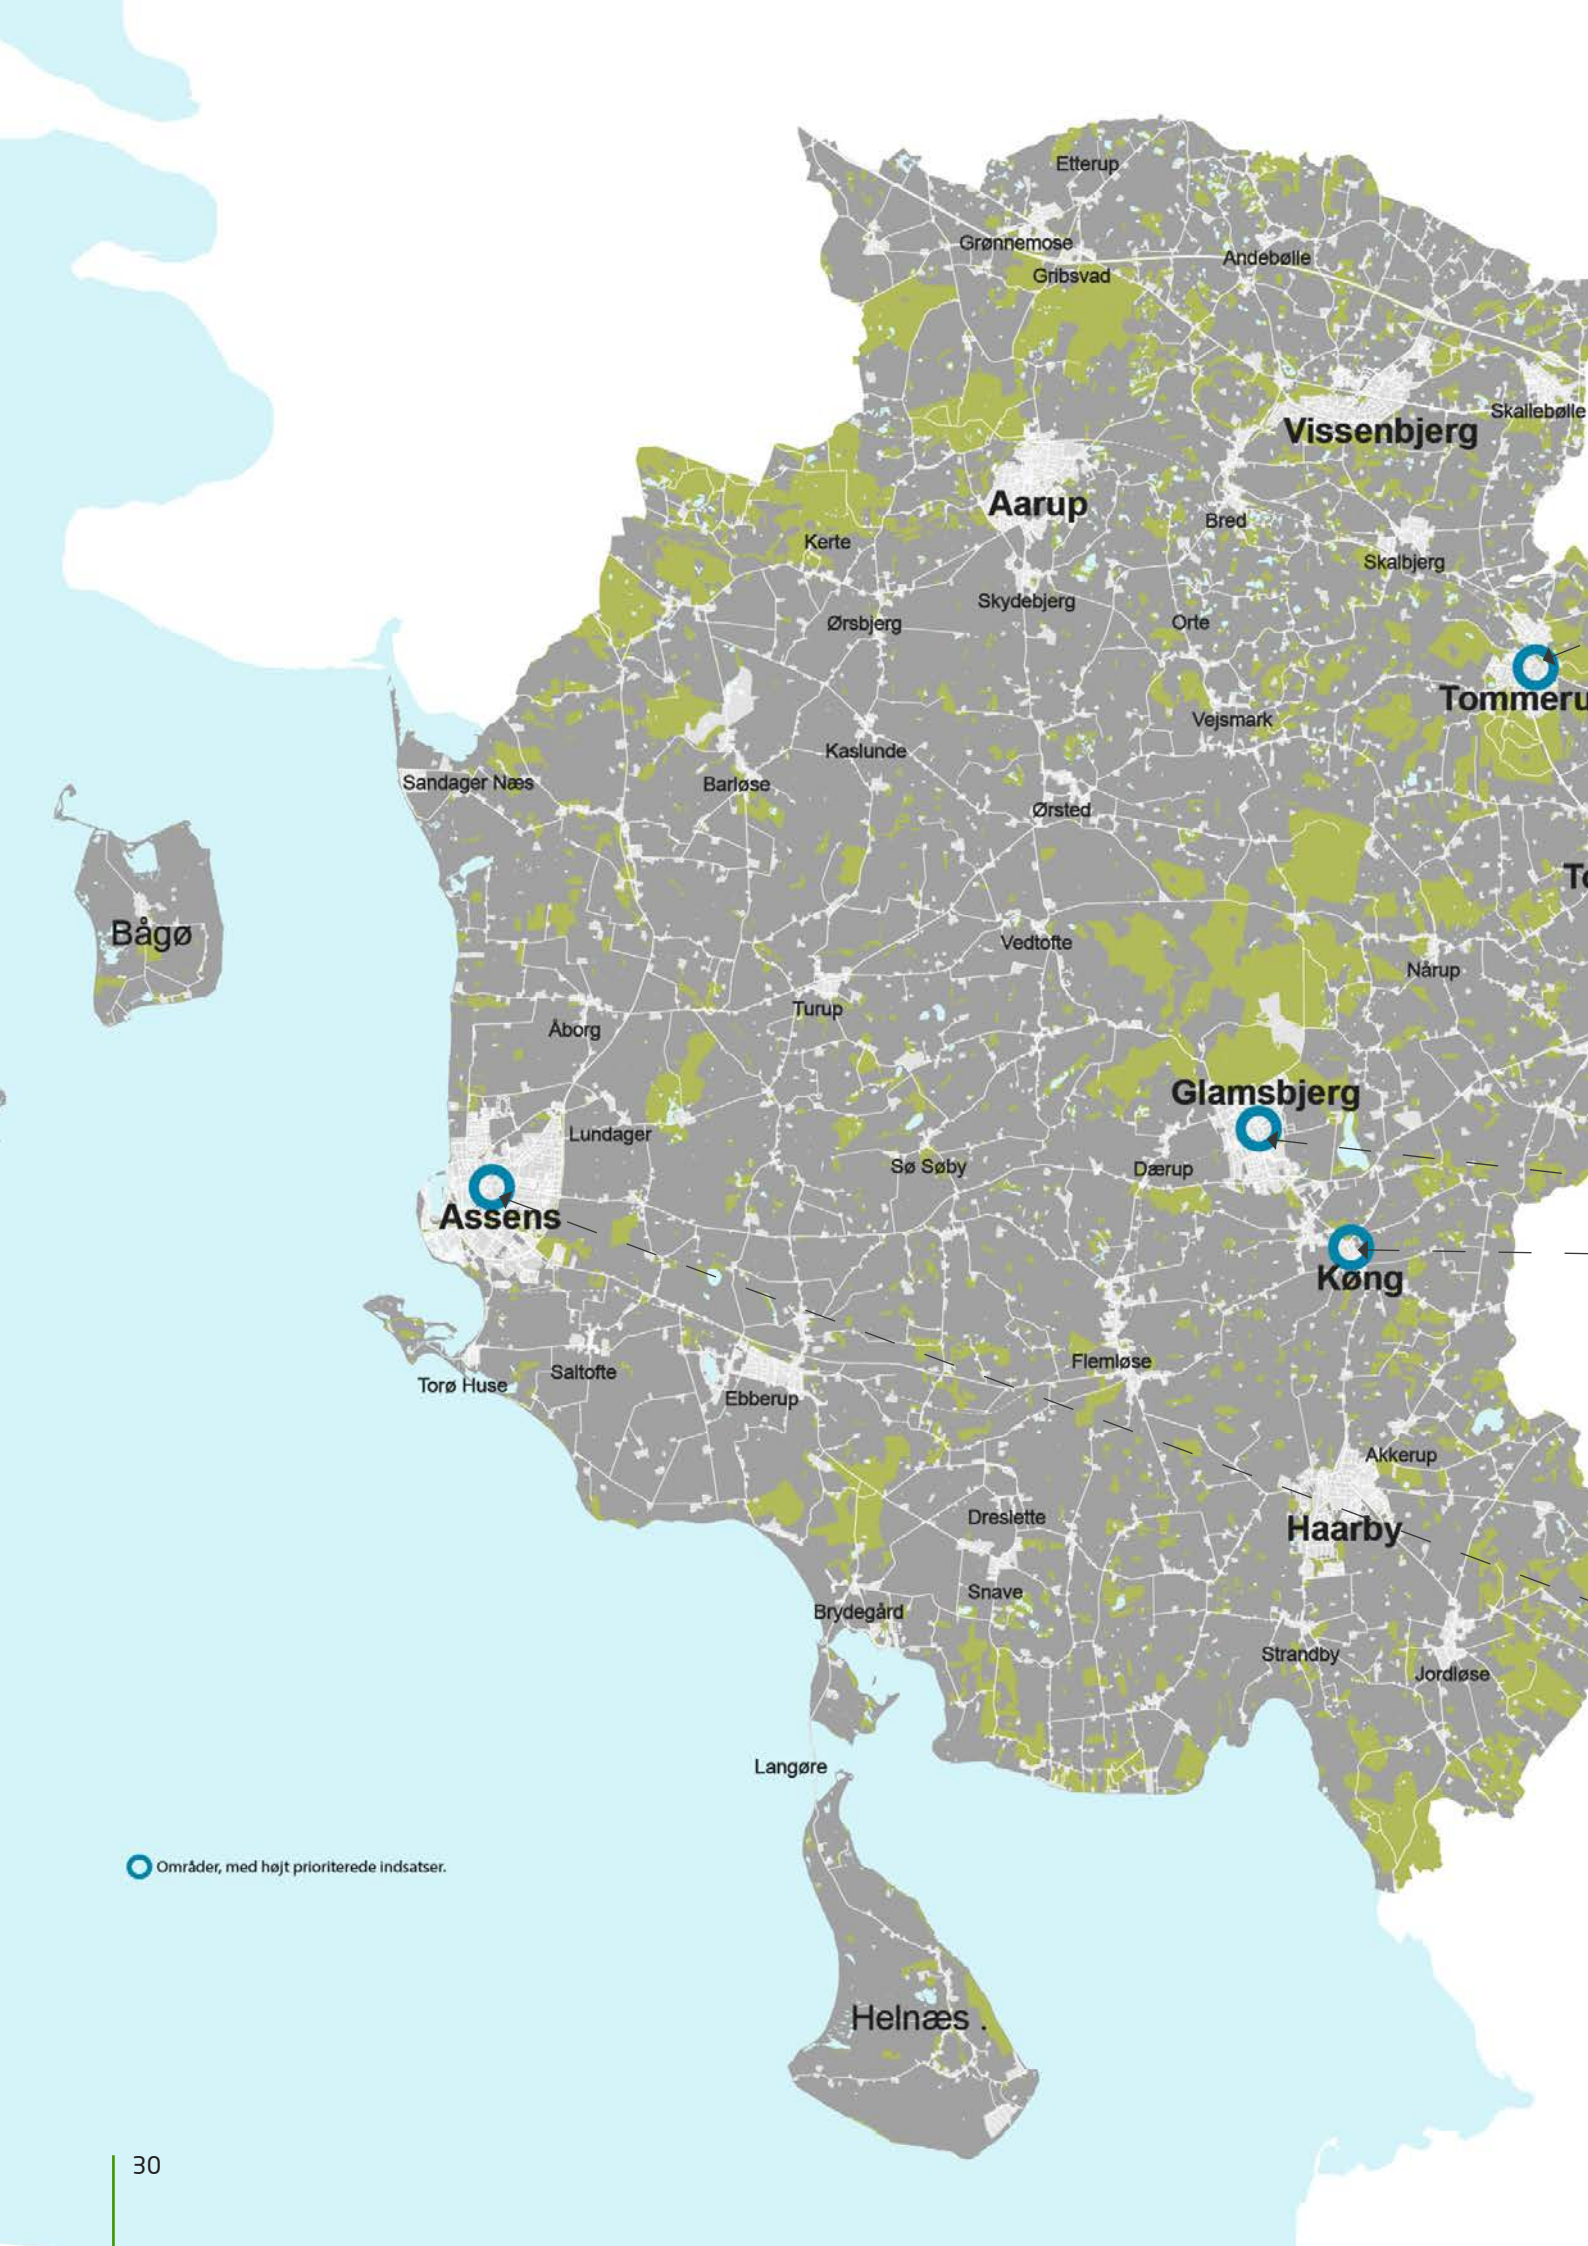 Etterup
Grønnemose
Andebølle
Gribsvad
Skallebølle
Vissenbjerg
Aarup
Bred
Kerte
Skalbjerg
Skydebjerg
Ørsbjerg
Orte
Tommeru
Vejsmark
Kaslunde
Sandager Næs
Barløse
Ørsted
To
Bågø
Vedtofte
Nårup
Turup
Åborg
Glamsbjerg
Lundager
Sø Søby
Dærup
Assens
Køng
Flemløse
Saltofte
Torø Huse
Ebberup
Akkerup
Dreslette
Haarby
Snave
Brydegård
Strandby
Jordløse
Langøre
Områder, med højt prioriterede indsatser.
Helnæs .
30